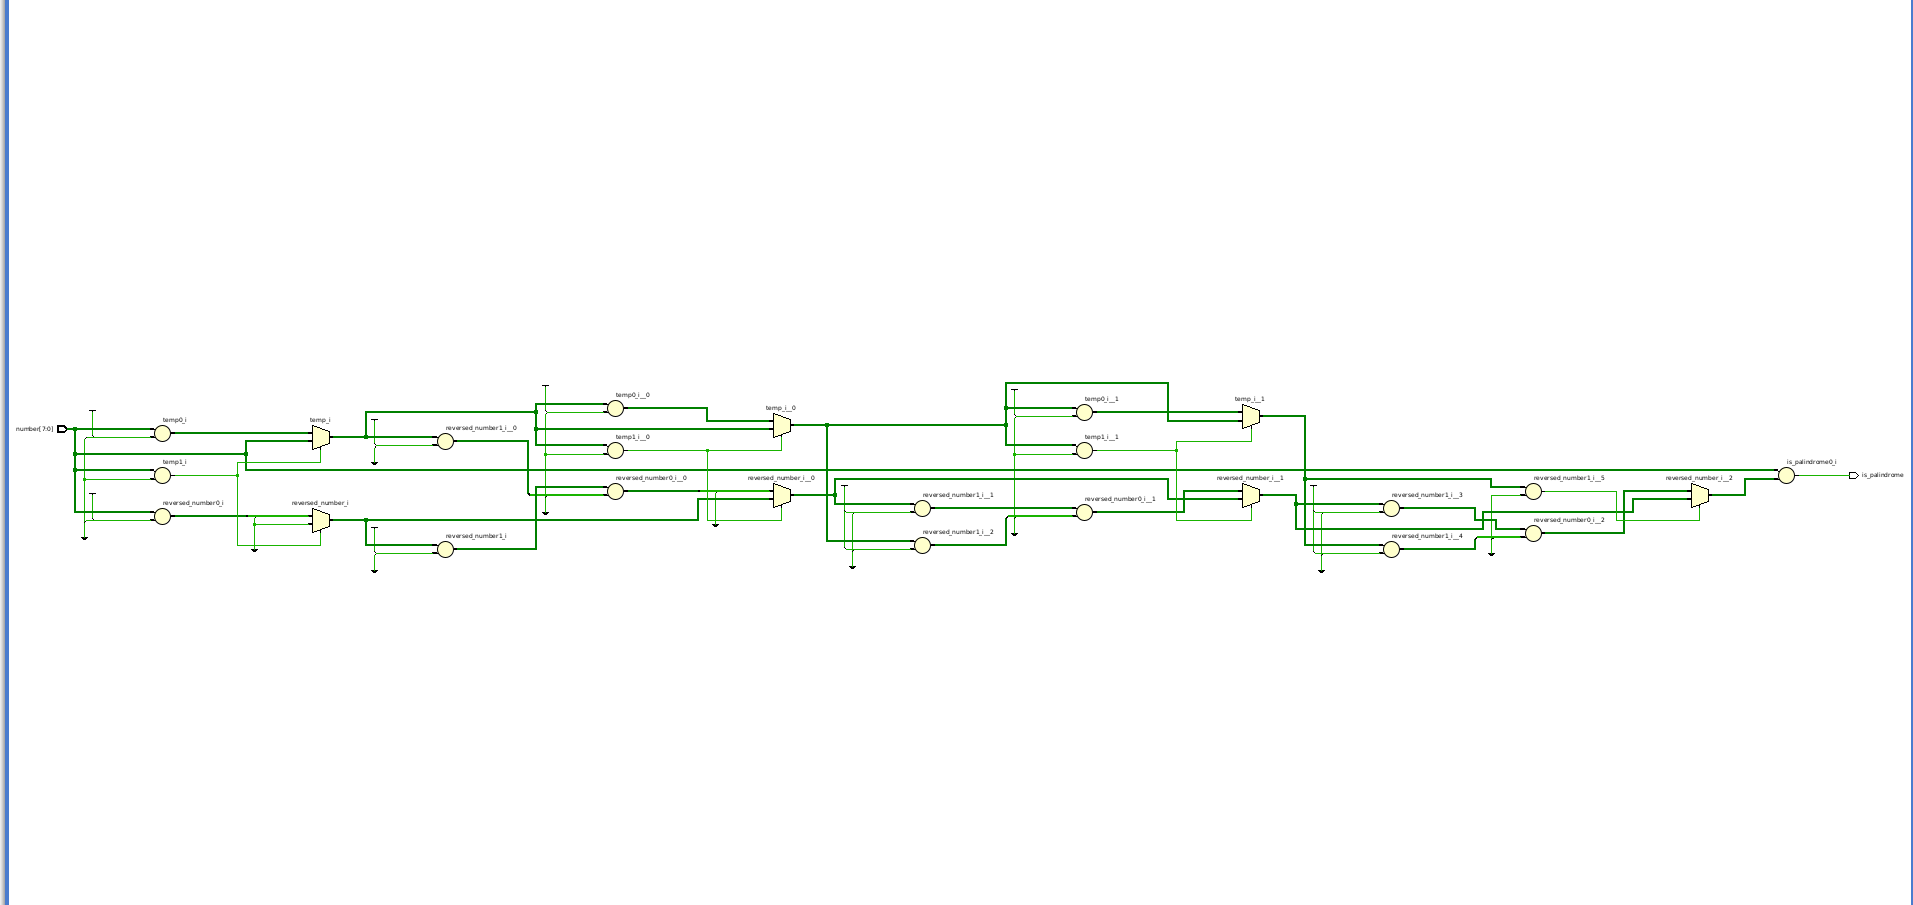 temp0_i__0
temp0_i__1
temp_i__1
temp_i__0
temp0_i
temp_i
number[7:0]
reversed_number1_i__0
temp1_i__0
temp1_i__1
temp1_i
is_palindrome0_i
is_palindrome
reversed_number0_i__0
reversed_number_i__0
reversed_number_i__1
reversed_number1_i__5
reversed_number_i__2
reversed_number1_i__1
reversed_number0_i__1
reversed_number1_i__3
reversed_number0_i
reversed_number_i
reversed_number0_i__2
reversed_number1_i__2
reversed_number1_i
reversed_number1_i__4